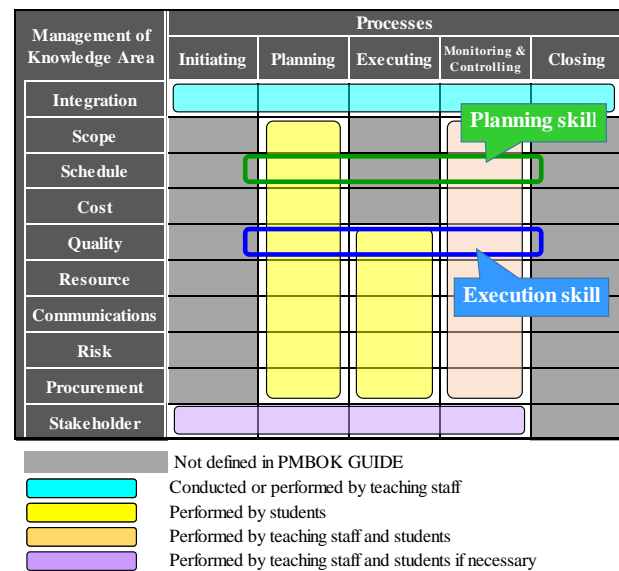 Management of
Knowledge Area
Processes
Initiating
Planning
Executing
Monitoring &
Controlling
Closing
Integration
Scope
Schedule
Cost
Quality
Resource
Communications
Risk
Procurement
Stakeholder
Planning skill
Execution skill
Not defined in PMBOK GUIDE
Conducted or performed by teaching staff
Performed by students
Performed by teaching staff and students
Performed by teaching staff and students if necessary